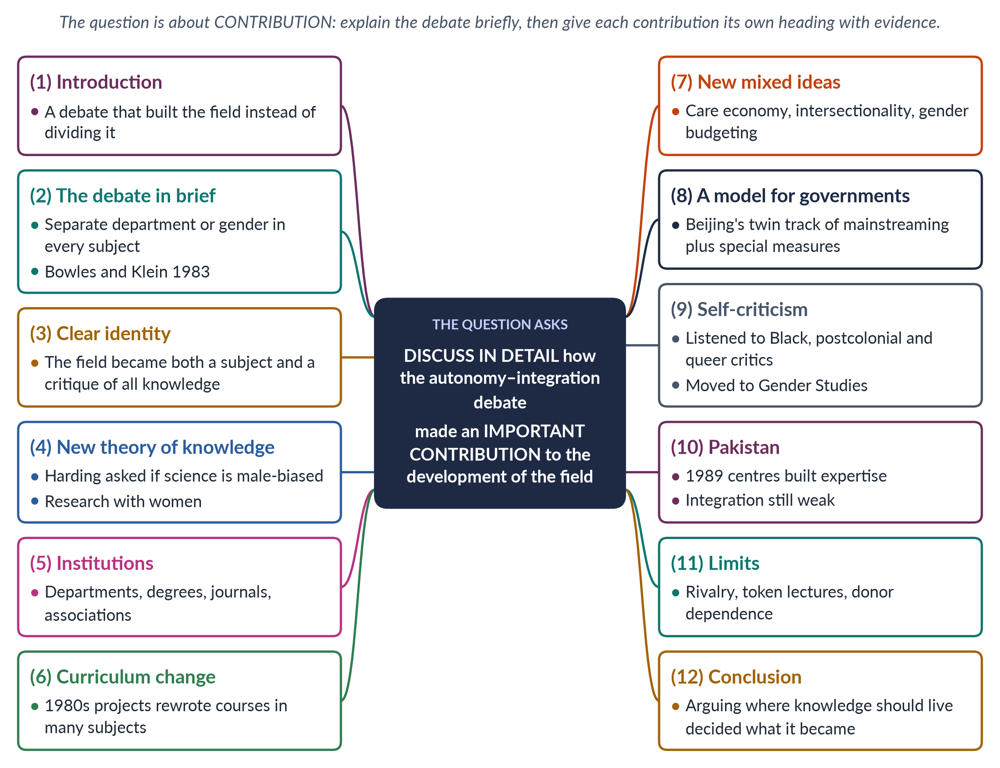 The question is about CONTRIBUTION: explain the debate briefly, then give each contribution its own heading with evidence.
(1) Introduction
• A debate that built the field instead of
dividing it
(2) The debate in brief
• Separate department or gender in
every subject
• Bowles and Klein 1983
(3) Clear identity
• The field became both a subject and a
critique of all knowledge
(4) New theory of knowledge
• Harding asked if science is male-biased
• Research with women
(5) Institutions
• Departments, degrees, journals,
associations
(6) Curriculum change
• 1980s projects rewrote courses in
many subjects
THE QUESTION ASKS
DISCUSS IN DETAIL how
the autonomy–integration
debate
made an IMPORTANT
CONTRIBUTION to the
development of the field
(7) New mixed ideas
• Care economy, intersectionality, gender
budgeting
(8) A model for governments
• Beijing's twin track of mainstreaming
plus special measures
(9) Self-criticism
• Listened to Black, postcolonial and
queer critics
• Moved to Gender Studies
(10) Pakistan
• 1989 centres built expertise
• Integration still weak
(11) Limits
• Rivalry, token lectures, donor
dependence
(12) Conclusion
• Arguing where knowledge should live
decided what it became